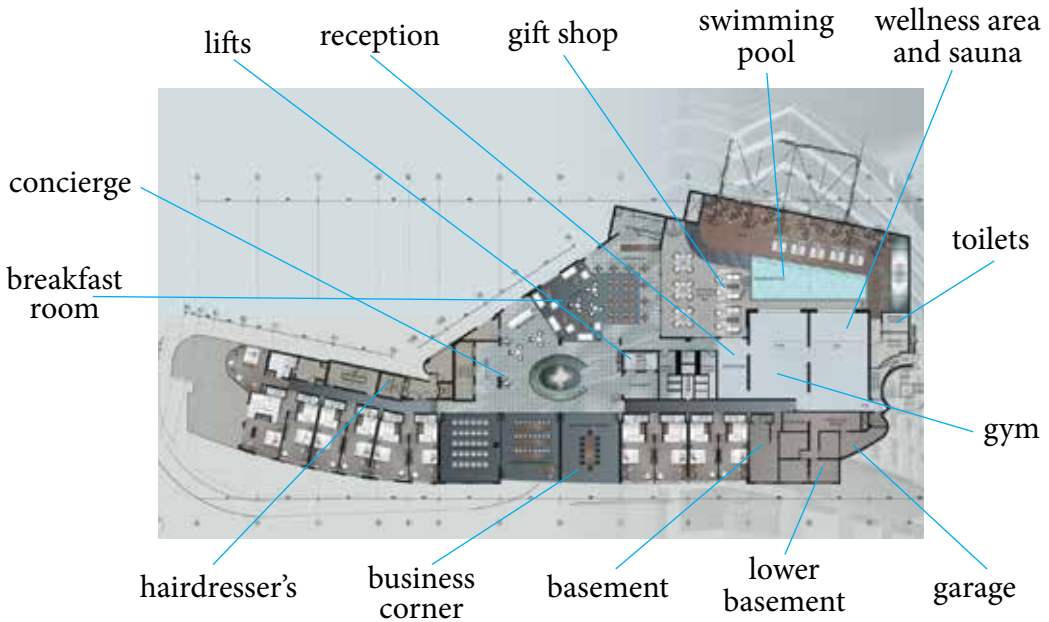 lifts
reception
gift shop
swimming
pool
wellness area
and sauna
concierge
breakfast
room
toilets
gym
hairdresser's
business
corner
basement
lower
basement
garage